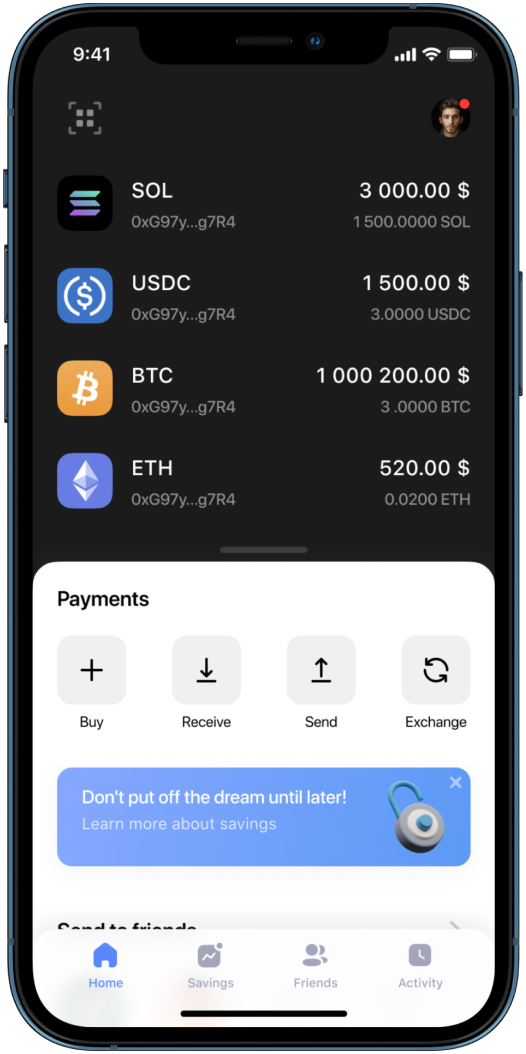 9:41
SOL
3 000.00 $
0xG97y...g7R4
1 500.0000 SOL
USDC
1 500.00 $
0xG97y...g7R4
3.0000 USDC
BTC
1 000 200.00 $
0xG97y...g7R4
3 .0000 BTC
ETH
520.00 $
0xG97y...g7R4
0.0200 ETH
Payments
Buy
Receive
Send
Exchange
Don't put off the dream until later!
Learn more about savings
Send to friends
Home
Savings
Friends
Activity